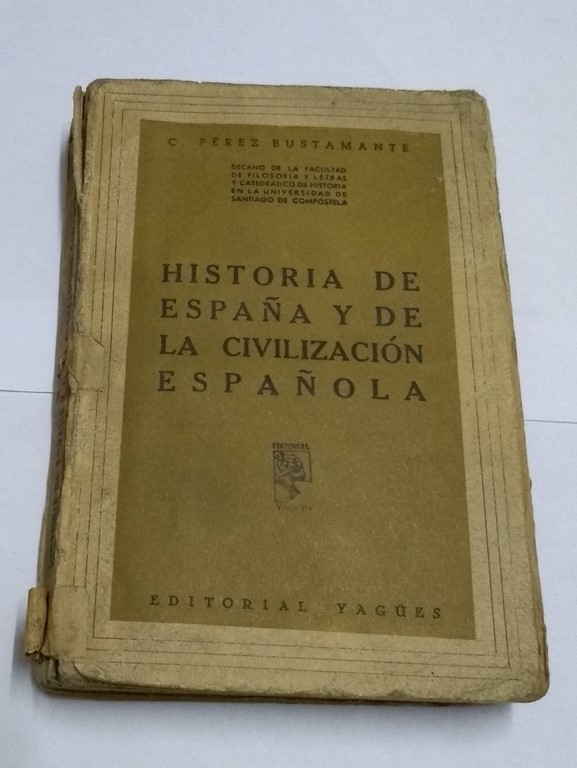 C. PÉREZ BUSTAMANTE
DECANO DE LA FACULTAD
DE FILOSOFIA Y LETRAS
Y CATEDRATICO DE HISTORIA
EN LA UNIVERSIDAD DE
SANTIAGO DE COMPOSTELA
HISTORIA DE
ESPAÑA Y DE
LA CIVILIZACIÓN
ESPAÑOLA
EDITORIAL
YAGÜES
EDITORIAL YAGÜES